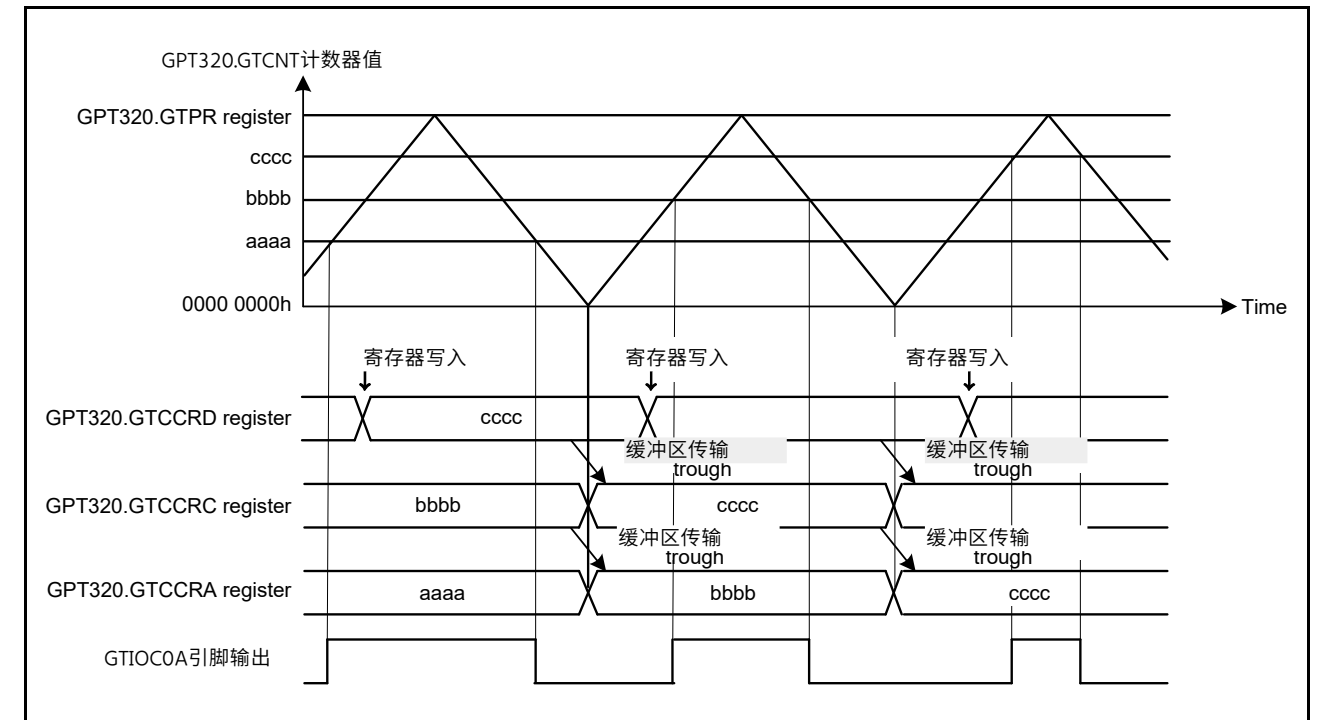 GPT320.GTCNT计数器值
GPT320.GTPR register
cccc
bbbb
aaaa
0000 0000h
Time
寄存器写入
寄存器写入
寄存器写入
GPT320.GTCCRD register
cccc
缓冲区传输
trough
缓冲区传输
trough
GPT320.GTCCRC register
bbbb
cccc
缓冲区传输
trough
缓冲区传输
trough
GPT320.GTCCRA register
aaaa
bbbb
cccc
GTIOC0A引脚输出